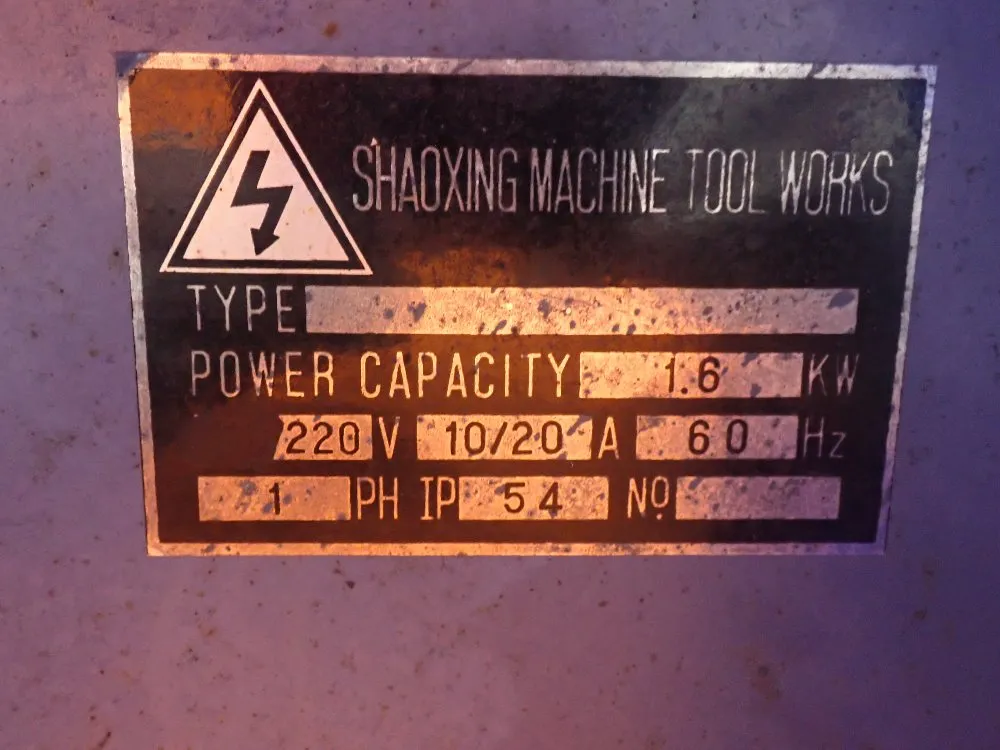 SHAOXING MACHINE TOOL WORKS
TYPE
POWER CAPACITY 1.6 KW
220 V 10/20 A 60 Hz
1 PH IP 54 Nº